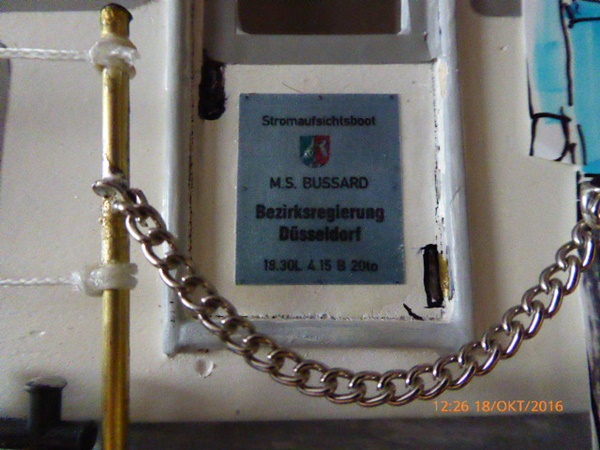 Stromaufsichtsboot
M.S. BUSSARD
Bezirksregierung
Düsseldorf
18.30L 4.15 B 20to
12:26 18/OKT/2016